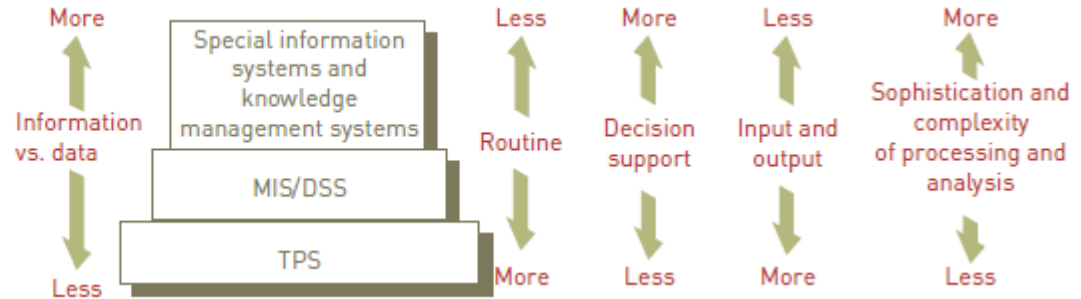 More
Information
vs. data
Less
Special information
systems and
knowledge
management systems
MIS/DSS
TPS
Less
Routine
More
More
Decision
support
Less
Less
Input and
output
More
More
Sophistication and
complexity
of processing and
analysis
Less